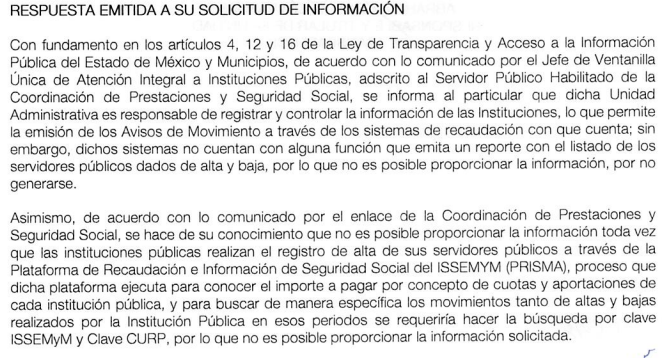 RESPUESTA EMITIDA A SU SOLICITUD DE INFORMACIÓN
Con fundamento en los artículos 4, 12 y 16 de la Ley de Transparencia y Acceso a la Información
Pública del Estado de México y Municipios, de acuerdo con lo comunicado por el Jefe de Ventanilla
Única de Atención Integral a Instituciones Públicas, adscrito al Servidor Público Habilitado de la
Coordinación de Prestaciones y Seguridad Social, se informa al particular que dicha Unidad
Administrativa es responsable de registrar y controlar la información de las Instituciones, lo que permite
la emisión de los Avisos de Movimiento a través de los sistemas de recaudación con que cuenta; sin
embargo, dichos sistemas no cuentan con alguna función que emita un reporte con el listado de los
servidores públicos dados de alta y baja, por lo que no es posible proporcionar la información, por no
generarse.
Asimismo, de acuerdo con lo comunicado por el enlace de la Coordinación de Prestaciones y
Seguridad Social, se hace de su conocimiento que no es posible proporcionar la información toda vez
que las instituciones públicas realizan el registro de alta de sus servidores públicos a través de la
Plataforma de Recaudación e Información de Seguridad Social del ISSEMYM (PRISMA), proceso que
dicha plataforma ejecuta para conocer el importe a pagar por concepto de cuotas y aportaciones de
cada institución pública, y para buscar de manera específica los movimientos tanto de altas y bajas
realizados por la Institución Pública en esos periodos se requeriría hacer la búsqueda por clave
ISSEMyM y Clave CURP, por lo que no es posible proporcionar la información solicitada.